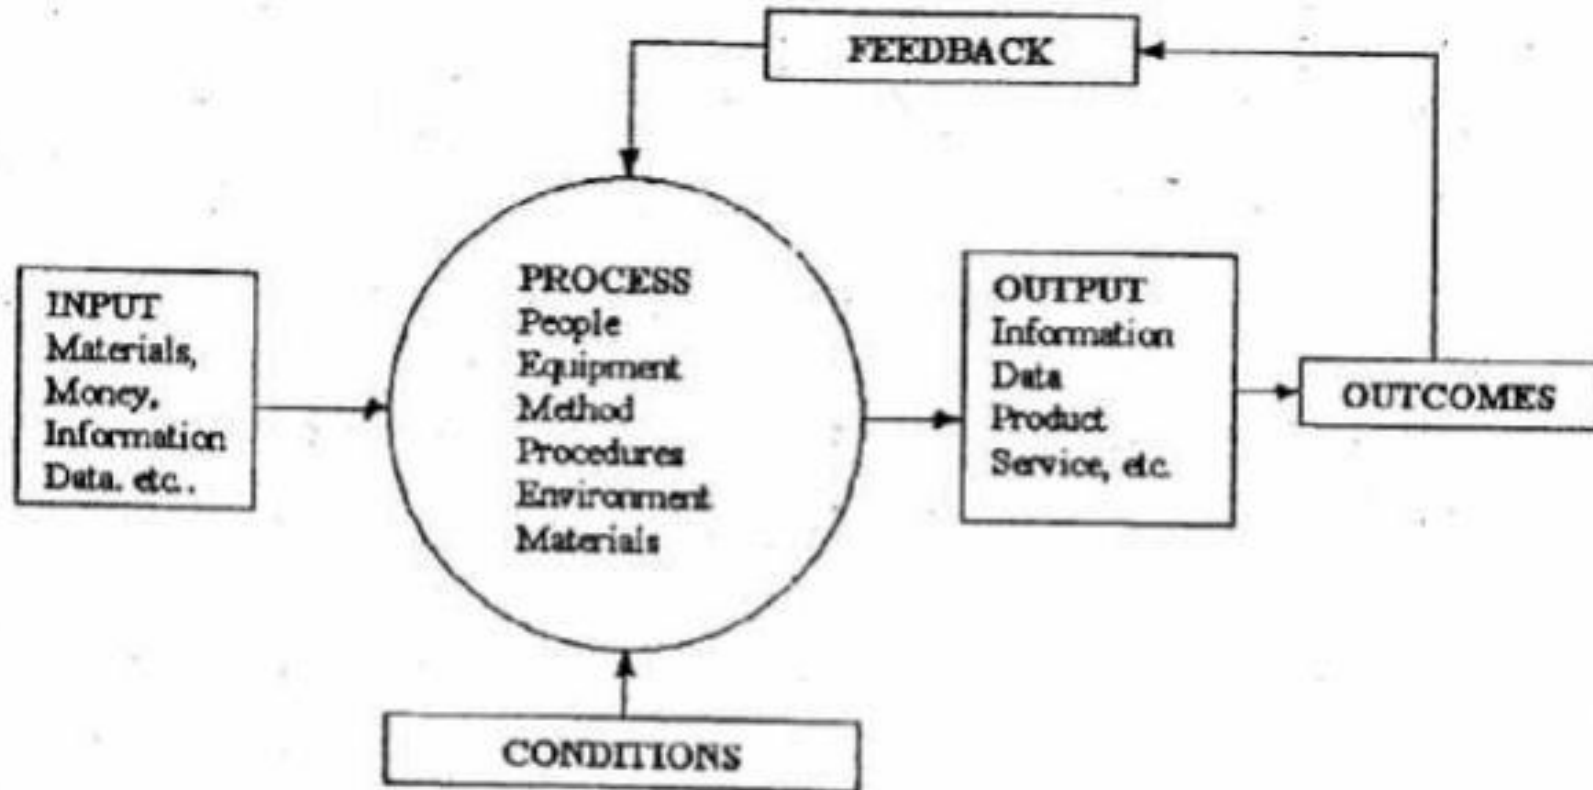 FEEDBACK
INPUT
Materials,
Money,
Information
Data. etc..
PROCESS
People
Equipment
Method
Procedures
Environment
Materials
OUTPUT
Information
Data
Product
Service, etc.
OUTCOMES
CONDITIONS